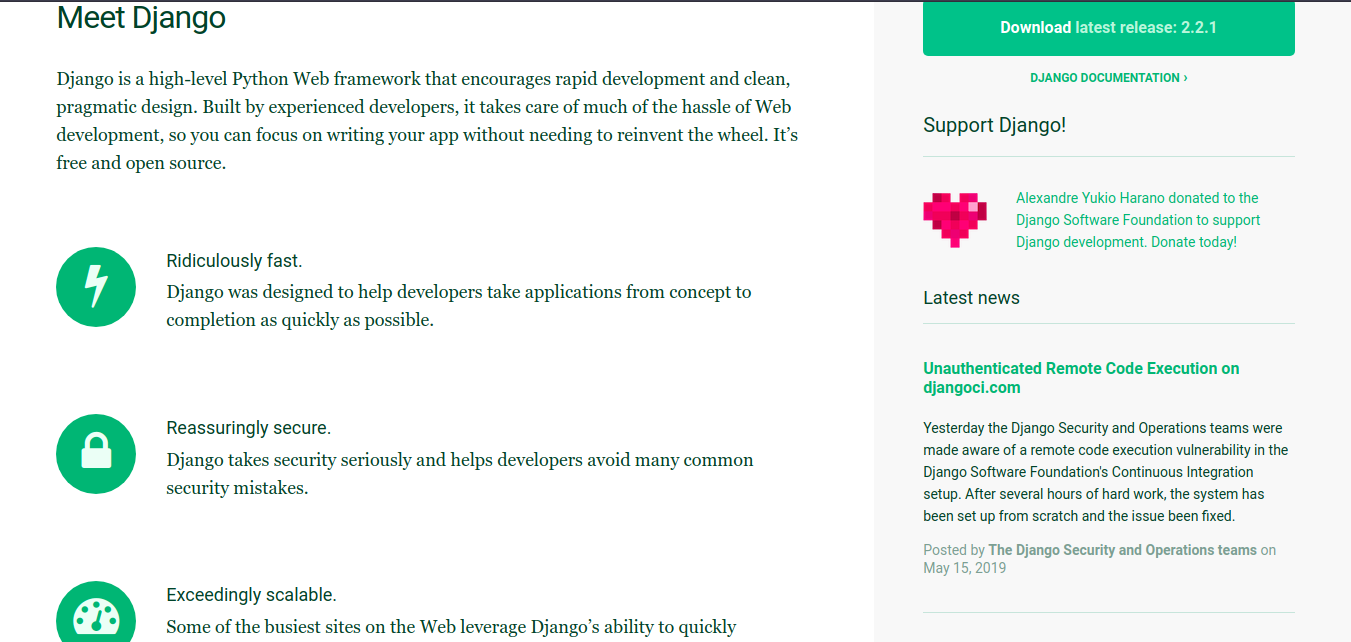 Meet Django
Django is a high-level Python Web framework that encourages rapid development and clean,
pragmatic design. Built by experienced developers, it takes care of much of the hassle of Web
development, so you can focus on writing your app without needing to reinvent the wheel. It’s
free and open source.
Ridiculously fast.
Django was designed to help developers take applications from concept to
completion as quickly as possible.
Reassuringly secure.
Django takes security seriously and helps developers avoid many common
security mistakes.
Exceedingly scalable.
Some of the busiest sites on the Web leverage Django’s ability to quickly
Download latest release: 2.2.1
DJANGO DOCUMENTATION ›
Support Django!
Alexandre Yukio Harano donated to the
Django Software Foundation to support
Django development. Donate today!
Latest news
Unauthenticated Remote Code Execution on
djangoci.com
Yesterday the Django Security and Operations teams were
made aware of a remote code execution vulnerability in the
Django Software Foundation's Continuous Integration
setup. After several hours of hard work, the system has
been set up from scratch and the issue been fixed.
Posted by The Django Security and Operations teams on
May 15, 2019